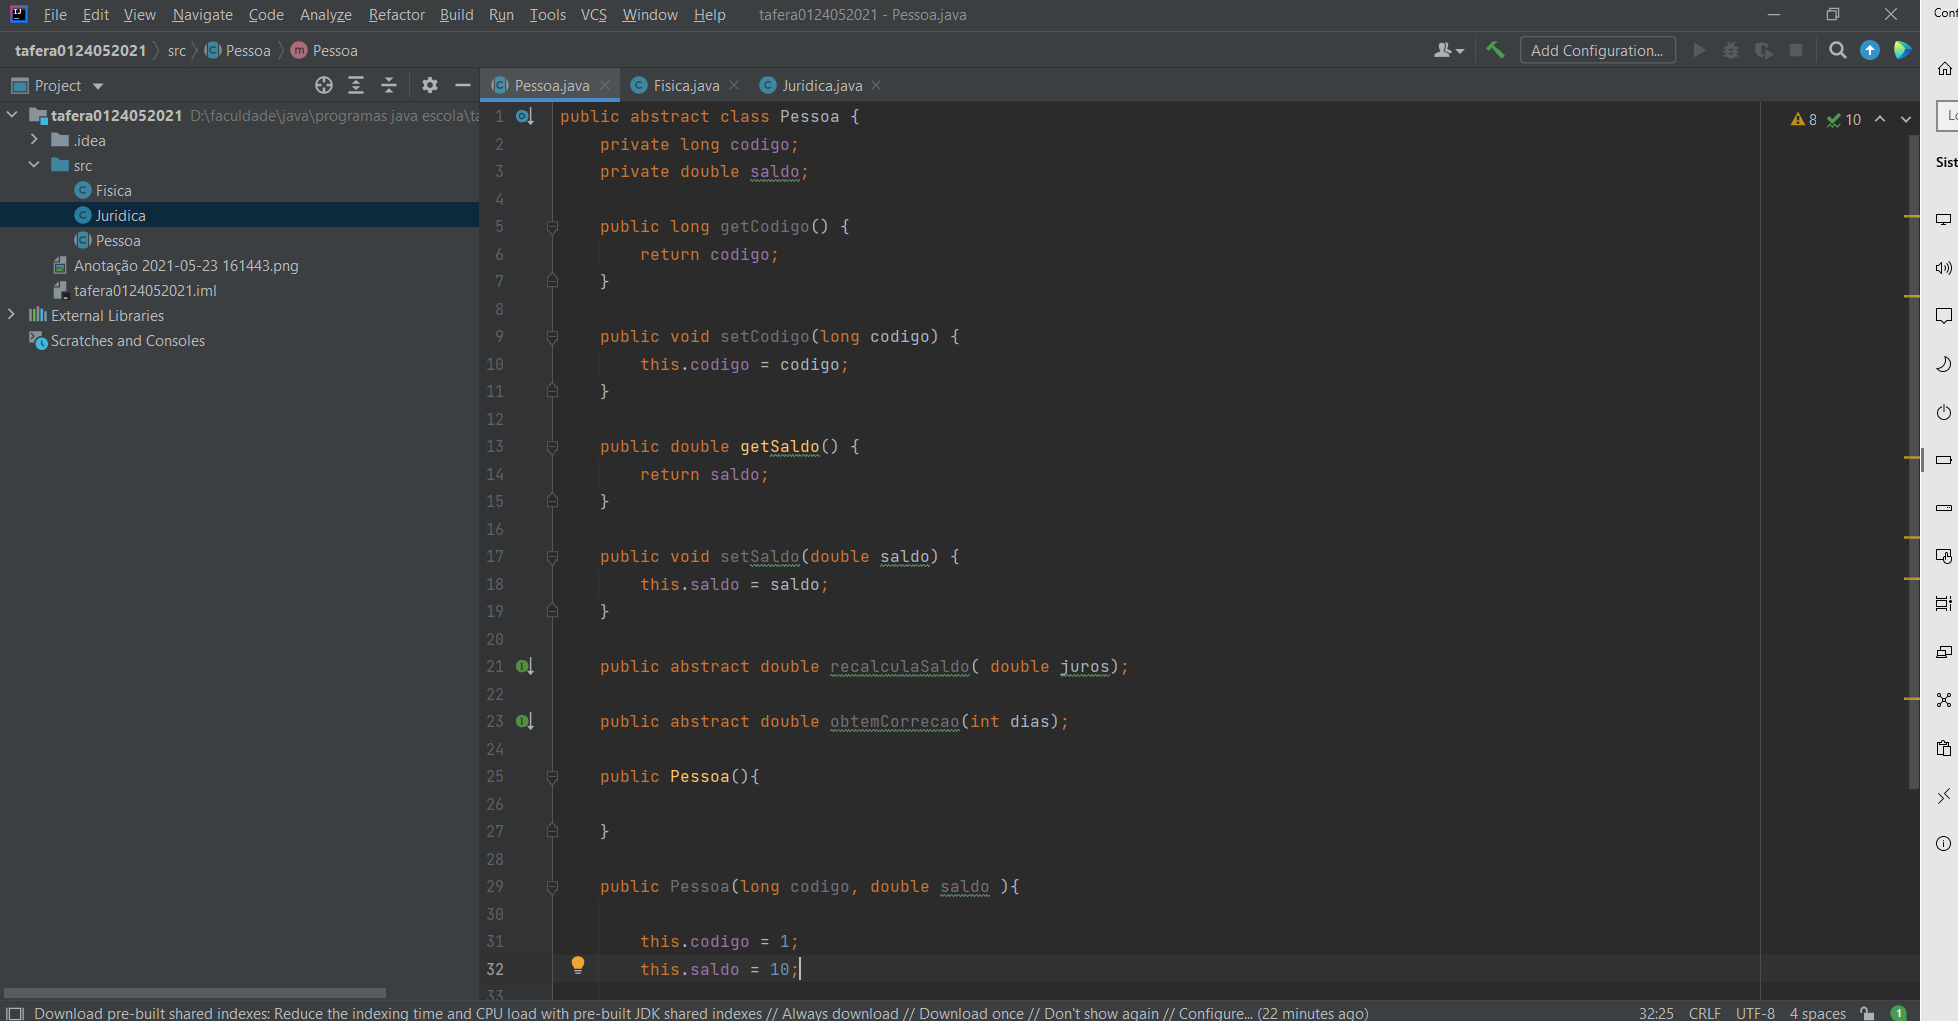 File Edit View Navigate Code Analyze Refactor Build Run Tools VCS Window Help tafera0124052021 - Pessoa.java
tafera0124052021 src Pessoa Pessoa
Add Configuration...
Project
Pessoa.java Fisica.java Juridica.java
tafera0124052021 D:\faculdade\java\programas java escola\ta
.idea
src
Fisica
Juridica
Pessoa
Anotação 2021-05-23 161443.png
tafera0124052021.iml
External Libraries
Scratches and Consoles
8 10
1 public abstract class Pessoa {
2 private long codigo;
3 private double saldo;
4
5 public long getCodigo() {
6 return codigo;
7 }
8
9 public void setCodigo(long codigo) {
10 this.codigo = codigo;
11 }
12
13 public double getSaldo() {
14 return saldo;
15 }
16
17 public void setSaldo(double saldo) {
18 this.saldo = saldo;
19 }
20
21 public abstract double recalculaSaldo( double juros);
22
23 public abstract double obtemCorrecao(int dias);
24
25 public Pessoa(){
26
27 }
28
29 public Pessoa(long codigo, double saldo ){
30
31 this.codigo = 1;
32 this.saldo = 10;
33
Download pre-built shared indexes: Reduce the indexing time and CPU load with pre-built JDK shared indexes // Always download // Download once // Don't show again // Configure... (22 minutes ago)
32:25 CRLF UTF-8 4 spaces 1
Conf
Lo
Sist